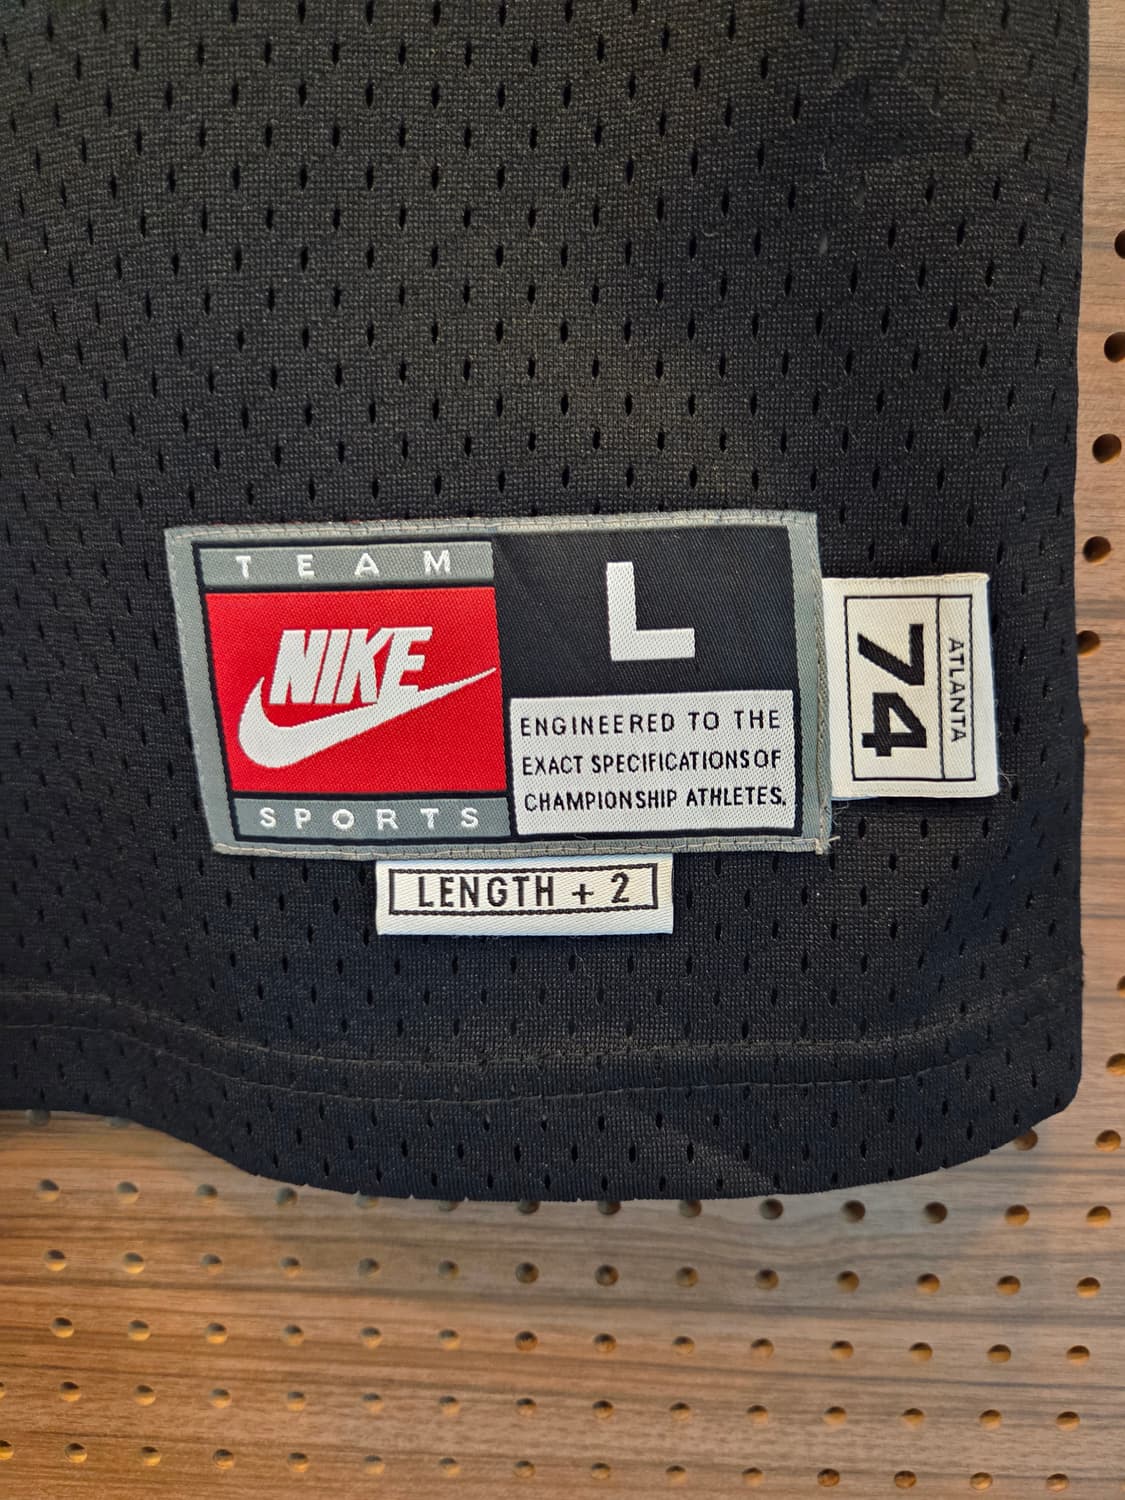 TEAM
NIKE
SPORTS
L
ENGINEERED TO THE
EXACT SPECIFICATIONS OF
CHAMPIONSHIP ATHLETES.
ATLANTA
74
LENGTH + 2